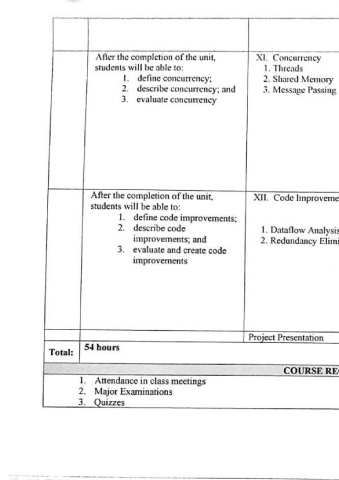 After the completion of the unit,
students will be able to:
1. define concurrency;
2. describe concurrency; and
3. evaluate concurrency
XI. Concurrency
1. Threads
2. Shared Memory
3. Message Passing
After the completion of the unit,
students will be able to:
1. define code improvements;
2. describe code
improvements; and
3. evaluate and create code
improvements
XII. Code Improveme
1. Dataflow Analysis
2. Redundancy Elimi
Project Presentation
Total: 54 hours
COURSE RE
1. Attendance in class meetings
2. Major Examinations
3. Quizzes